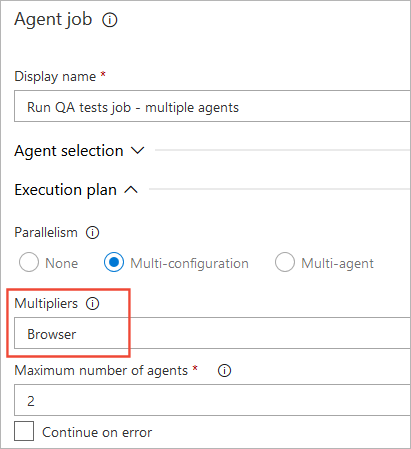 Agent job
Display name *
Run QA tests job - multiple agents
Agent selection
Execution plan
Parallelism
None Multi-configuration Multi-agent
Multipliers
Browser
Maximum number of agents *
2
Continue on error